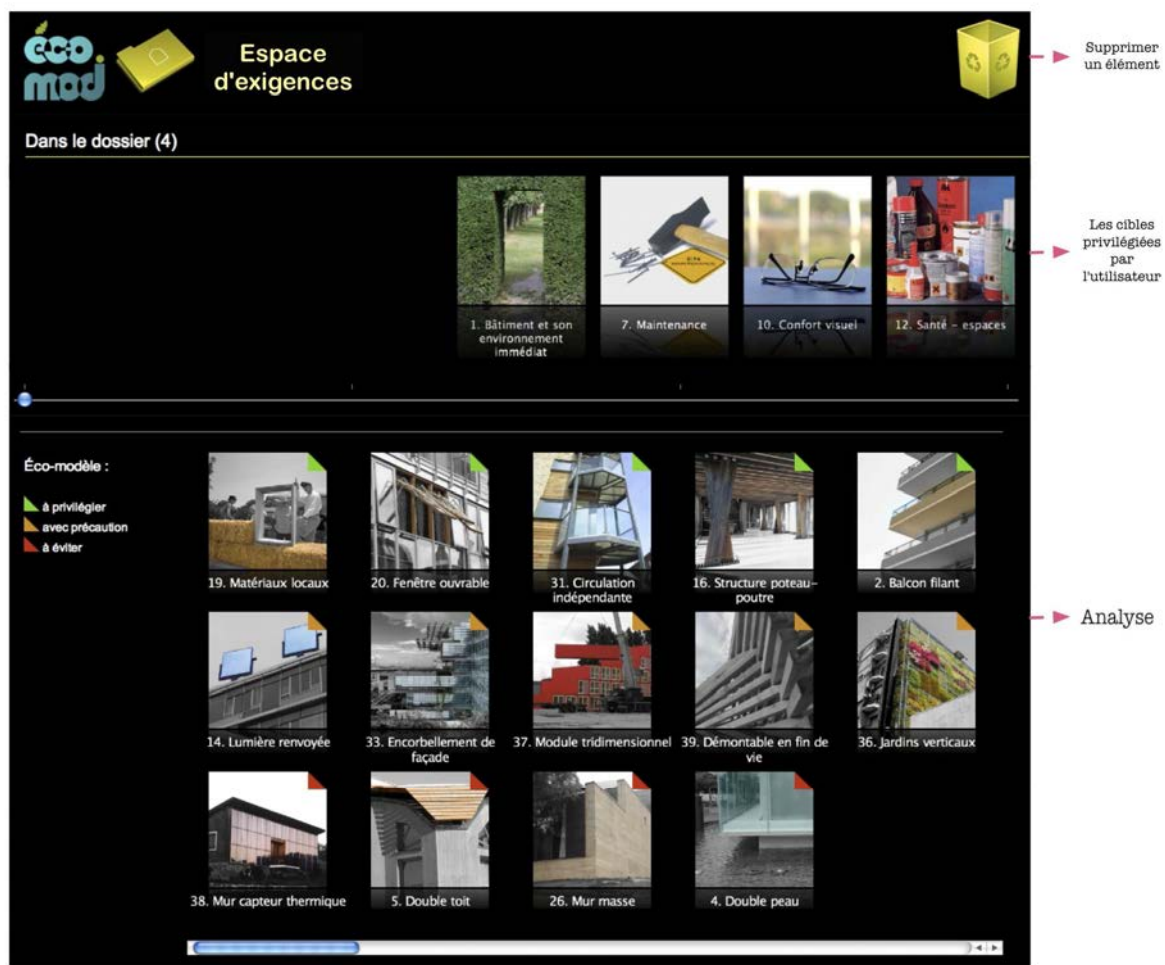 éco.
mod
Espace
d'exigences
Supprimer
un élément
Dans le dossier (4)
1. Bâtiment et son
environnement
immédiat
7. Maintenance
10. Confort visuel
12. Santé - espaces
Les cibles
privilégiées
par
l'utilisateur
Éco-modèle :
à privilégier
avec précaution
à éviter
19. Matériaux locaux
20. Fenêtre ouvrable
31. Circulation
indépendante
16. Structure poteau-
poutre
2. Balcon filant
14. Lumière renvoyée
33. Encorbellement de
façade
37. Module tridimensionnel
39. Démontable en fin de
vie
36. Jardins verticaux
Analyse
38. Mur capteur thermique
5. Double toit
26. Mur masse
4. Double peau